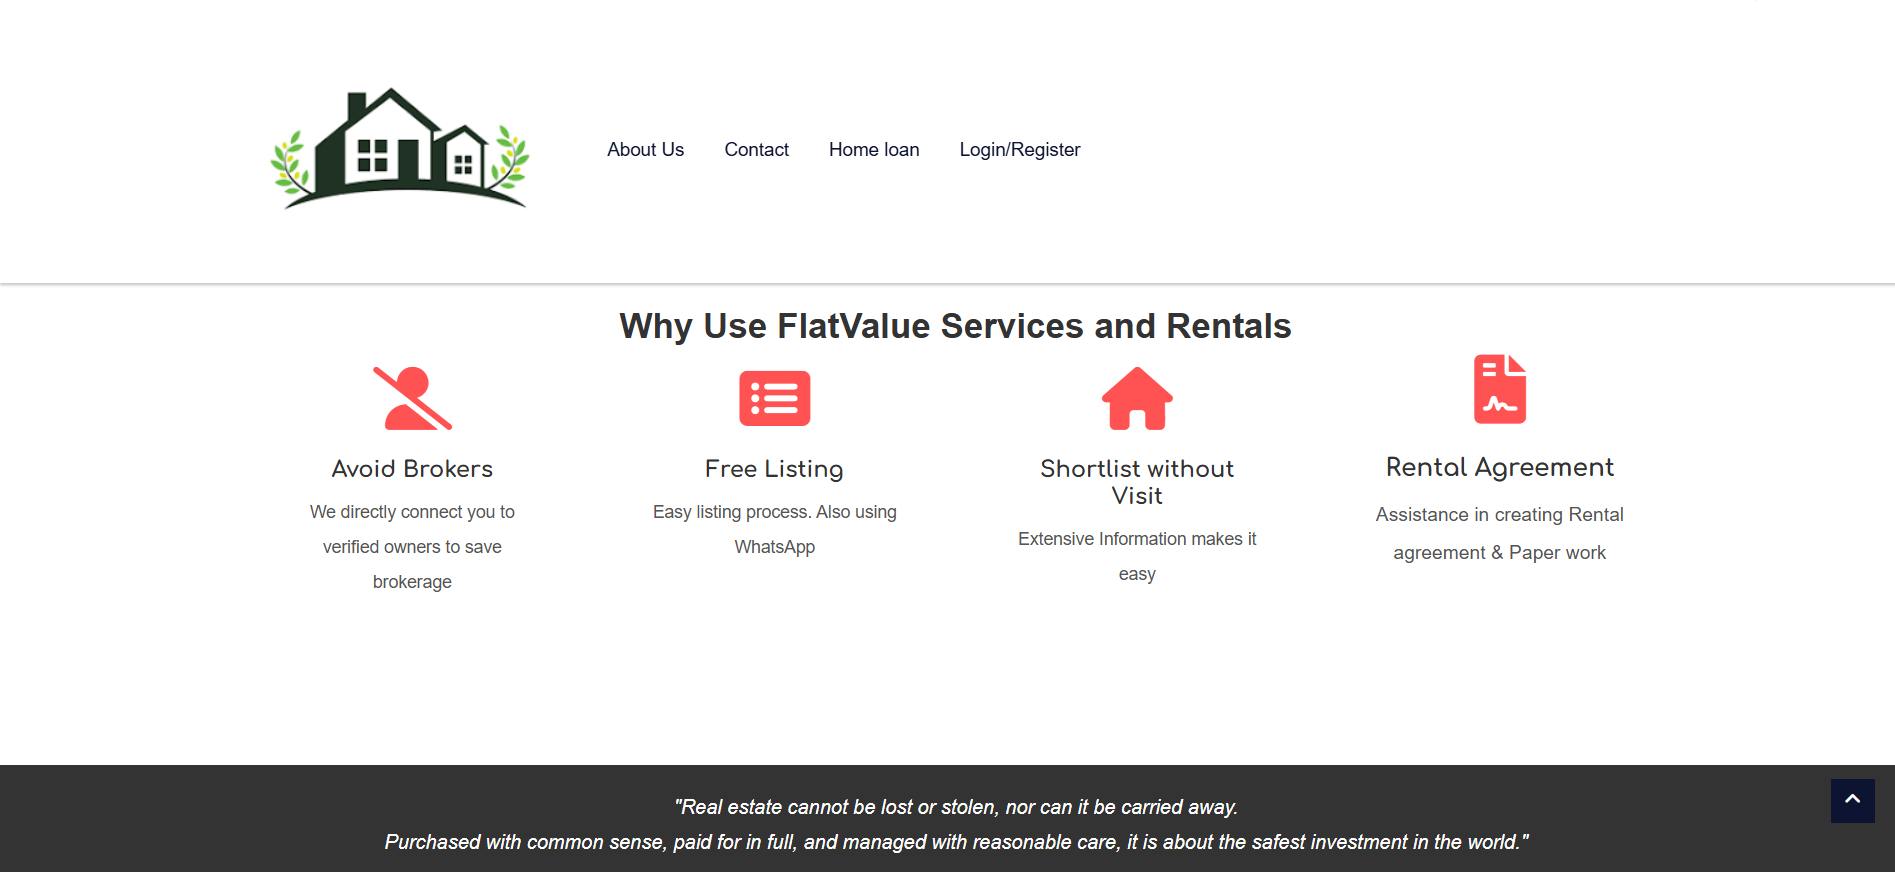 About Us
Contact
Home loan
Login/Register
Why Use FlatValue Services and Rentals
Avoid Brokers
We directly connect you to
verified owners to save
brokerage
Free Listing
Easy listing process. Also using
WhatsApp
Shortlist without
Visit
Extensive Information makes it
easy
Rental Agreement
Assistance in creating Rental
agreement & Paper work
"Real estate cannot be lost or stolen, nor can it be carried away.
Purchased with common sense, paid for in full, and managed with reasonable care, it is about the safest investment in the world."